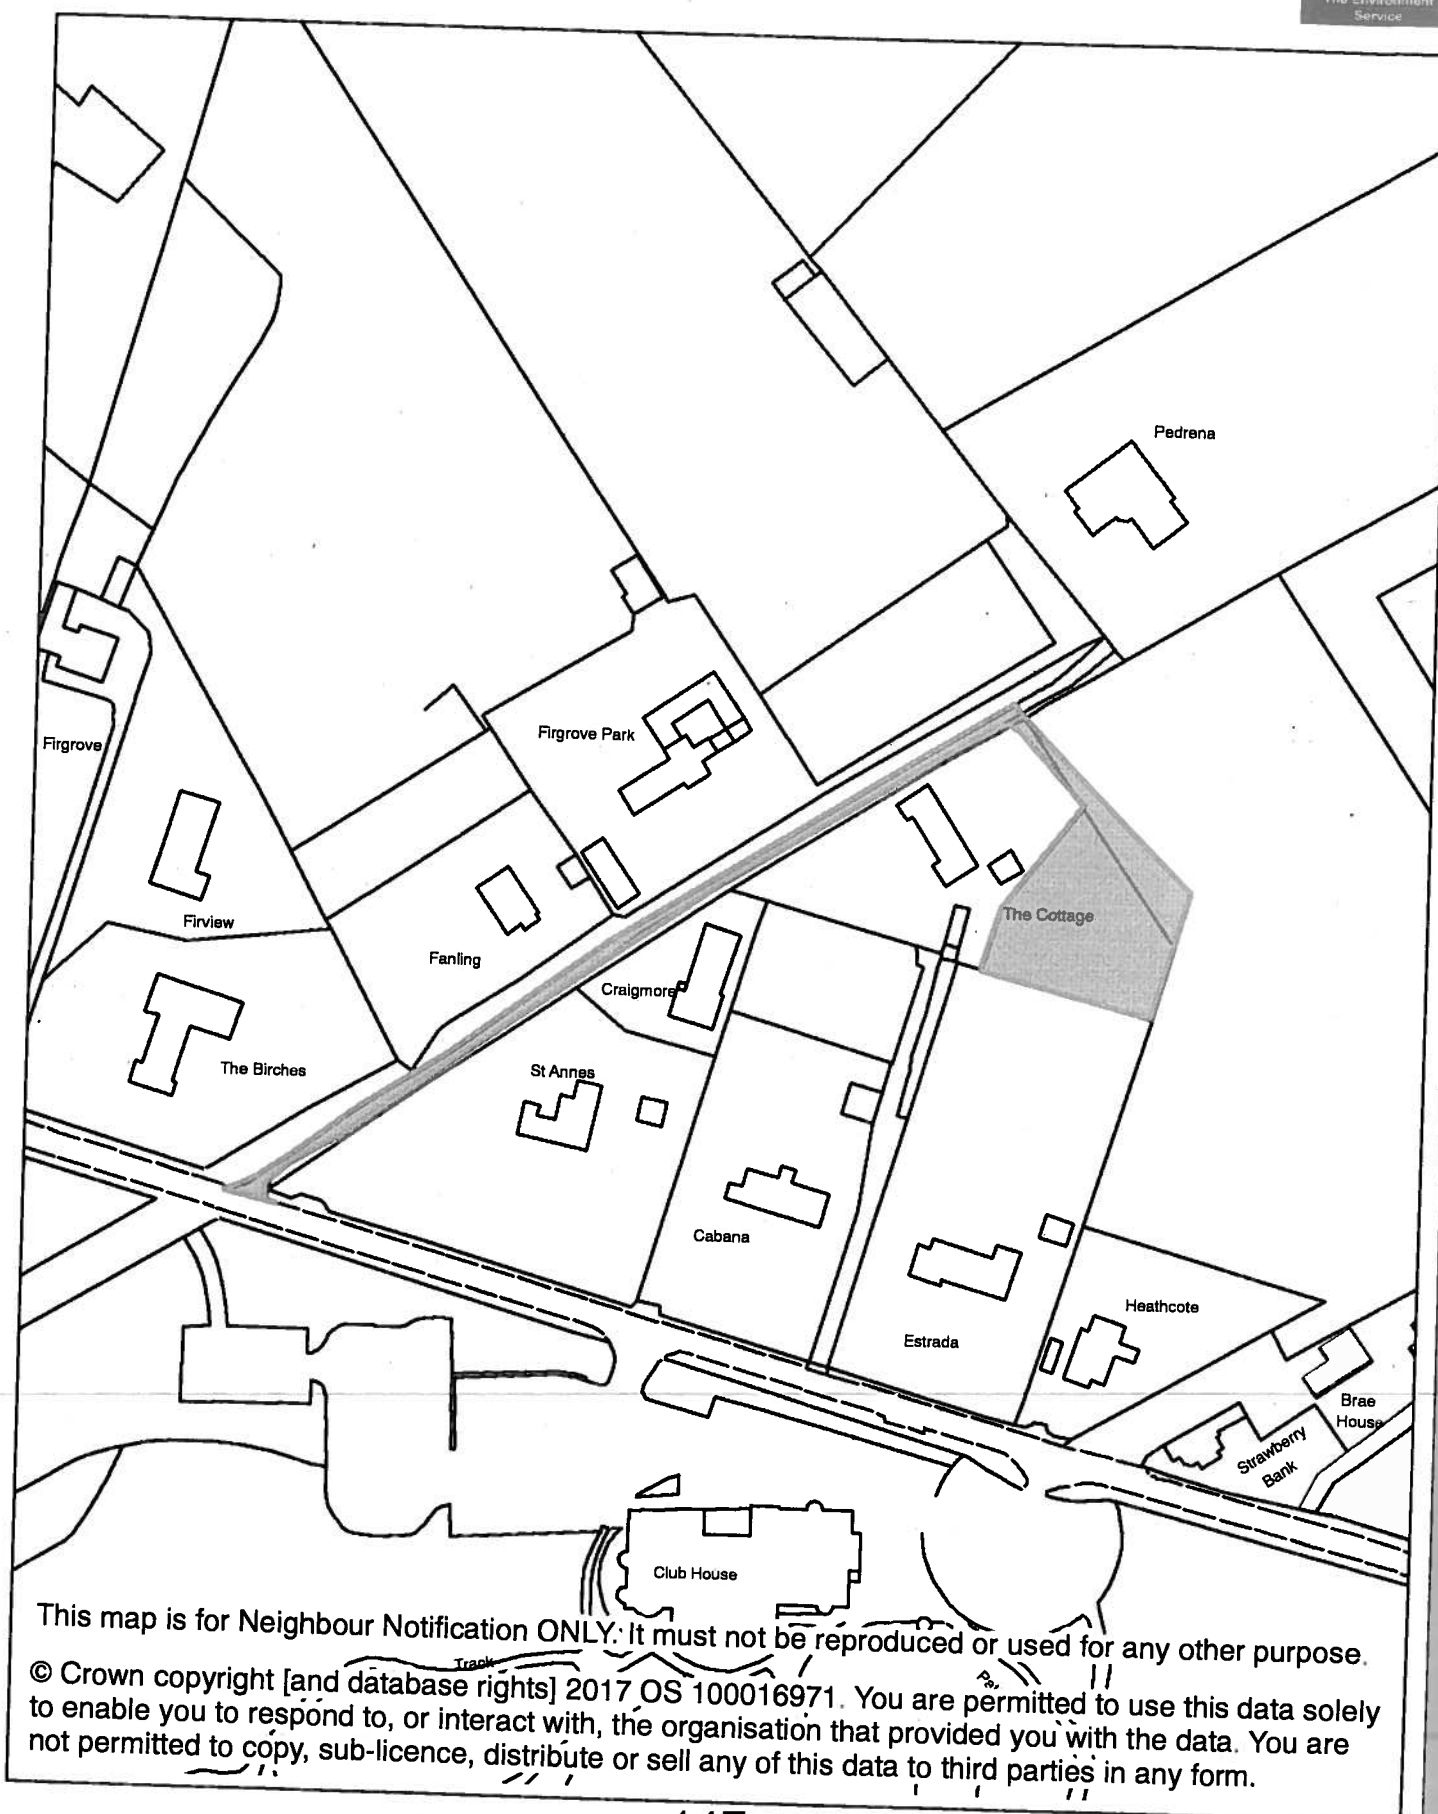 The Environment
Service
Pedrena
Firgrove Park
Firgrove
Firview
The Cottage
Fanling
Craigmore
The Birches
St Annes
Cabana
Heathcote
Estrada
Brae
House
Strawberry
Bank
Club House
This map is for Neighbour Notification ONLY. It must not be reproduced or used for any other purpose.
Track
© Crown copyright [and database rights] 2017 OS 100016971. You are permitted to use this data solely
to enable you to respond to, or interact with, the organisation that provided you with the data. You are
not permitted to copy, sub-licence, distribute or sell any of this data to third parties in any form.